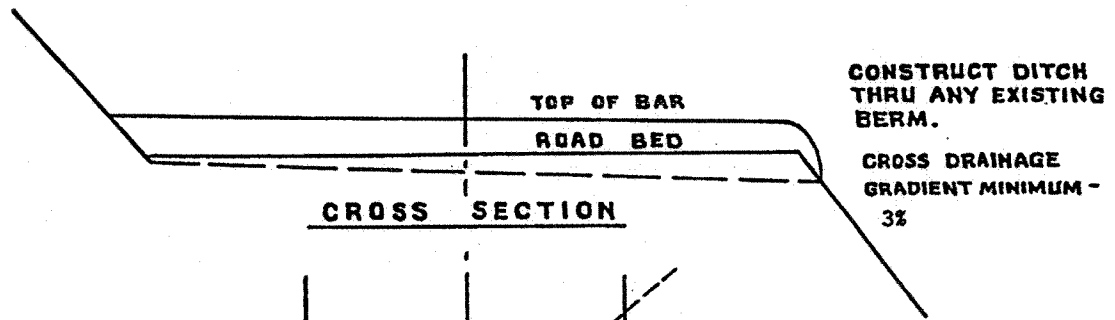 TOP OF BAR
ROAD BED
CROSS SECTION
CONSTRUCT DITCH
THRU ANY EXISTING
BERM.
CROSS DRAINAGE
GRADIENT MINIMUM -
3%